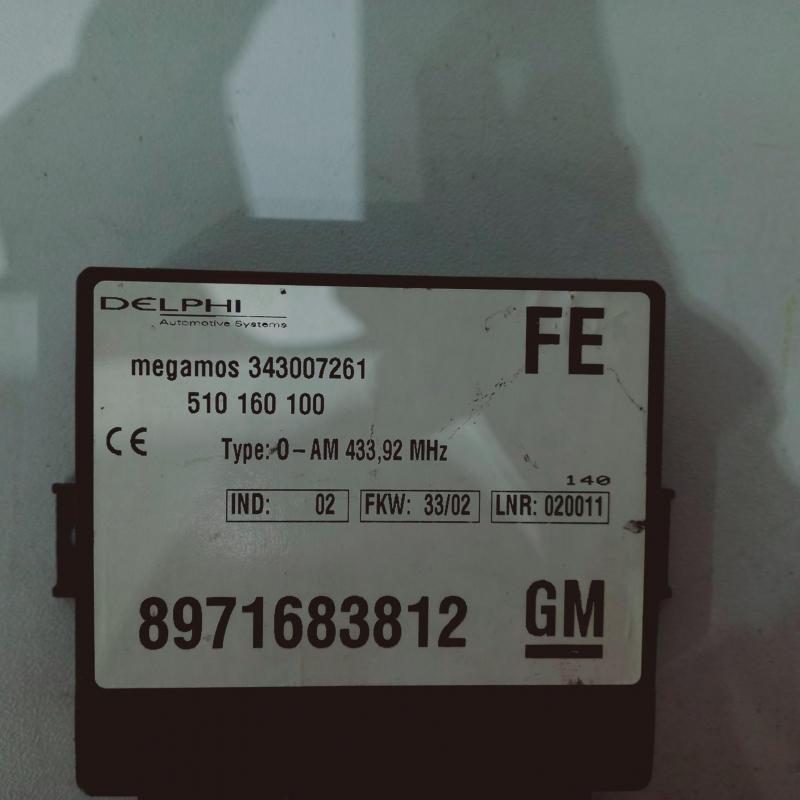 DELPHI
Automotive Systems
FE
megamos 343007261
510 160 100
CE
Type: O - AM 433,92 MHz
140
IND: 02 FKW: 33/02 LNR: 020011
8971683812
GM